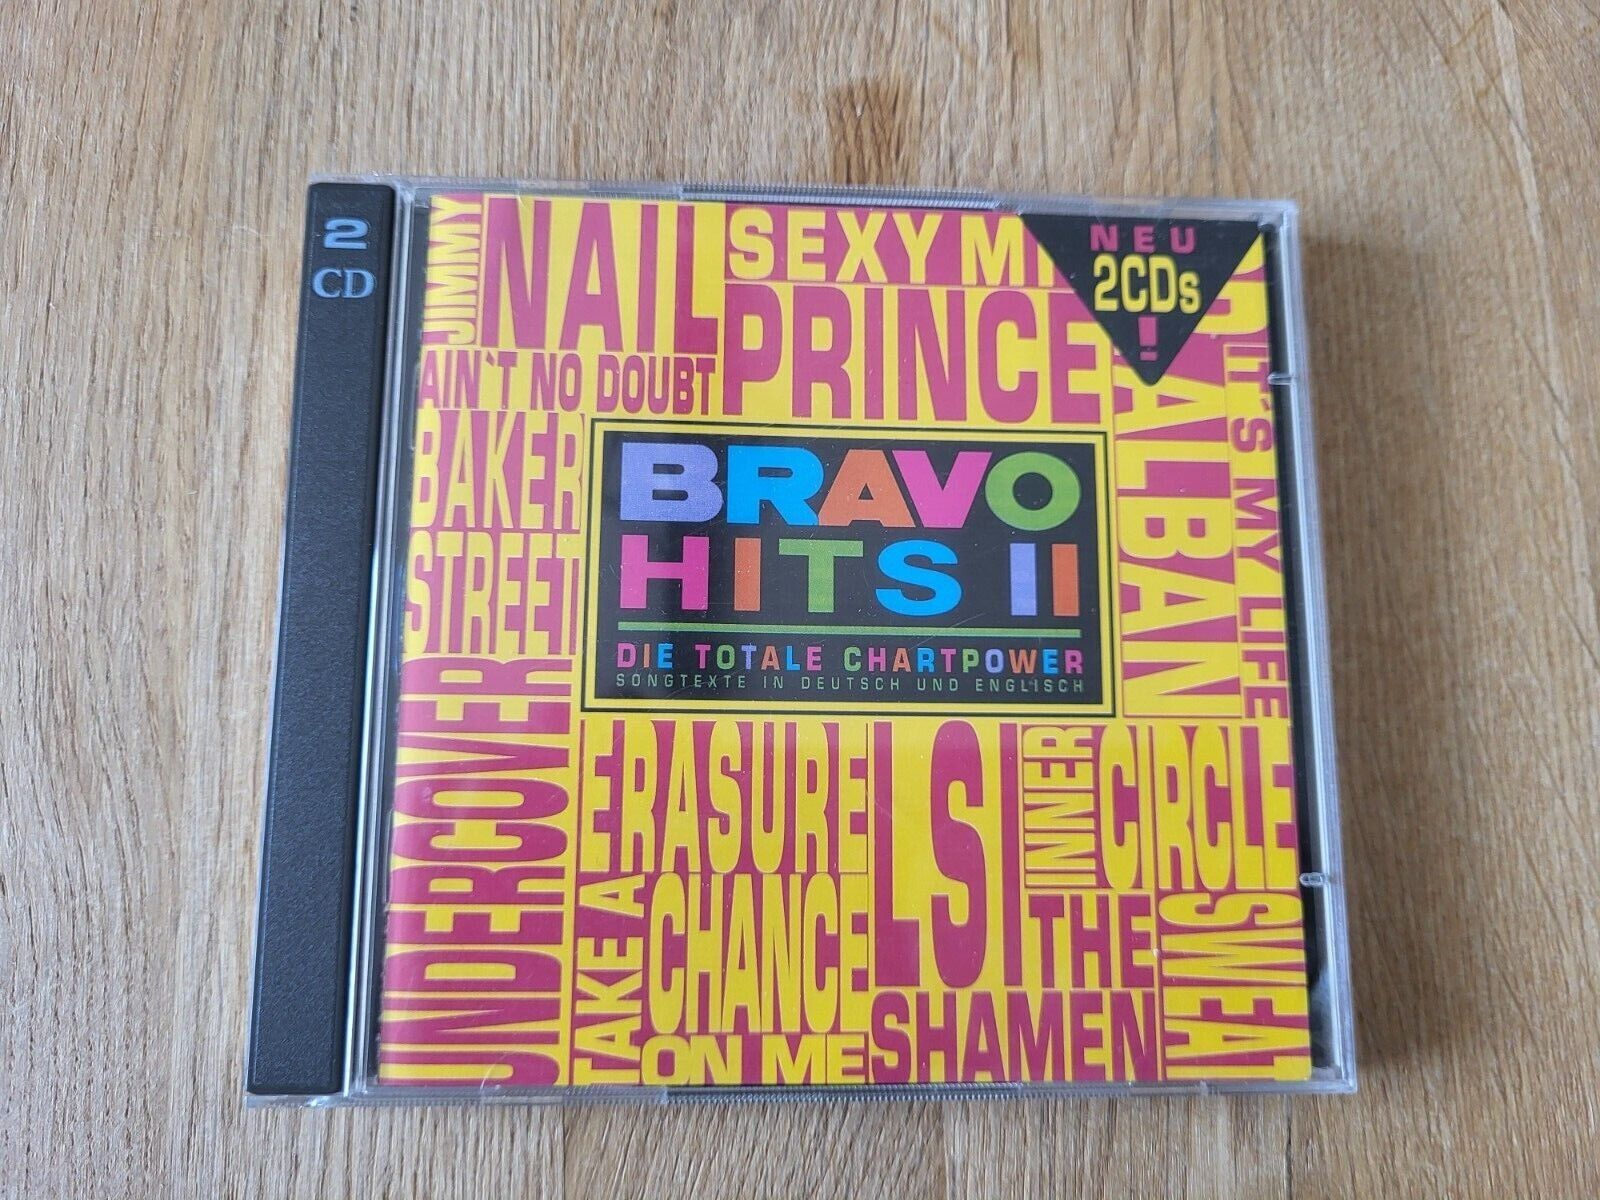 2
CD
JIMMY
NAIL
AIN'T NO DOUBT
SEXY M
PRINCE
NEU
2CDs
!
ALBAN
IT'S MY LIFE
BAKER
STREET
UNDERCOVER
BRAVO
HITS II
DIE TOTALE CHARTPOWER
SONGTEXTE IN DEUTSCH UND ENGLISCH
ERASURE
TAKE A
CHANCE
ON ME
LSI
THE
SHAMEN
INNER
CIRCLE
SWEAT